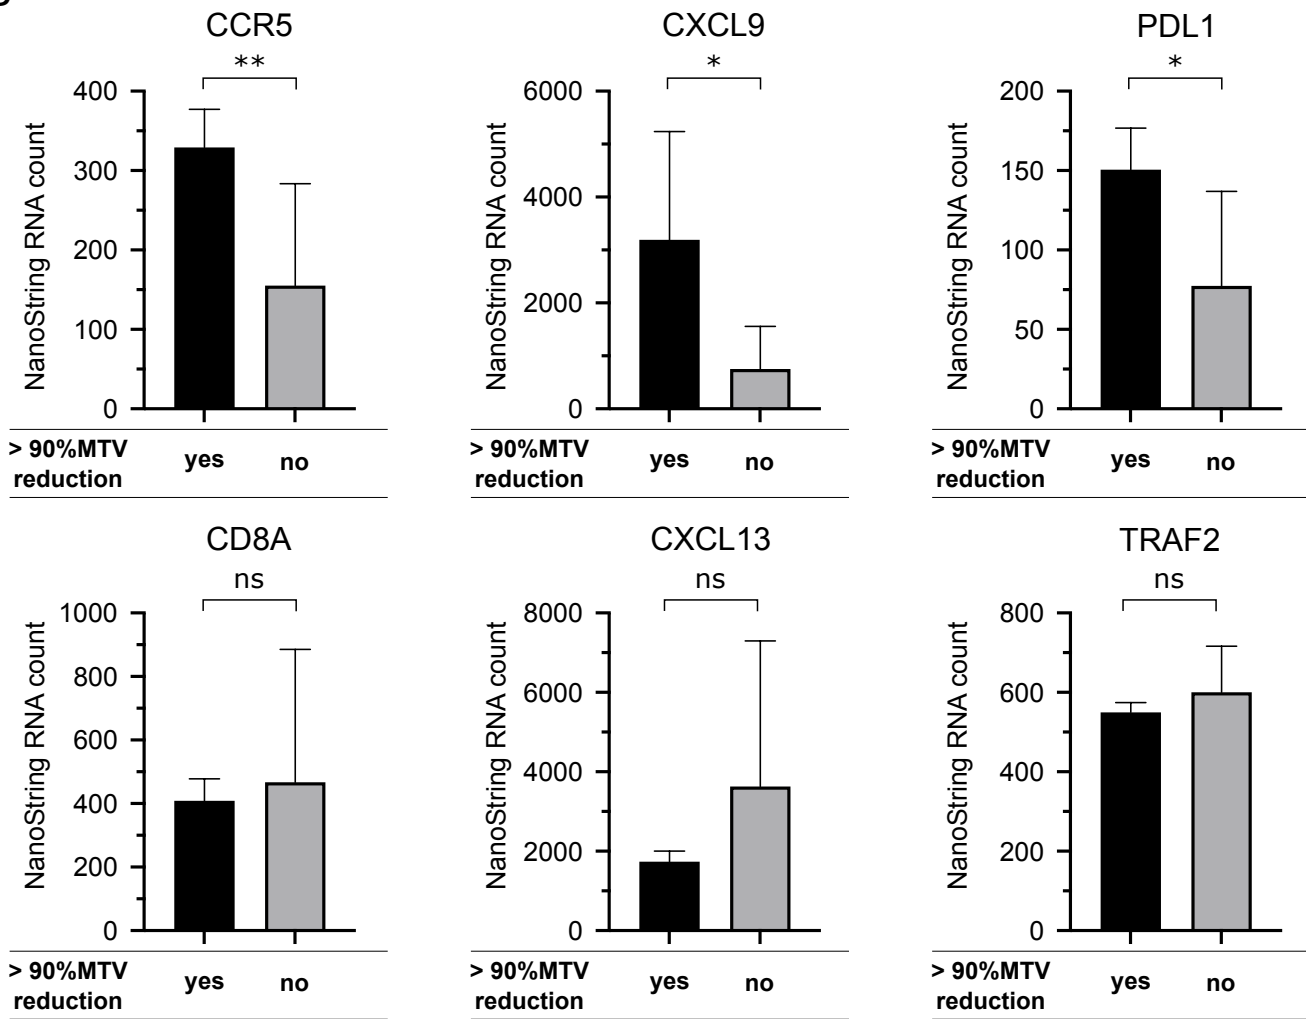 CCR5
**
400
300
200
100
0
NanoString RNA count
> 90%MTV
reduction
yes
no
CXCL9
*
6000
4000
2000
0
NanoString RNA count
> 90%MTV
reduction
yes
no
PDL1
*
200
150
100
50
0
NanoString RNA count
> 90%MTV
reduction
yes
no
CD8A
ns
1000
800
600
400
200
0
NanoString RNA count
> 90%MTV
reduction
yes
no
CXCL13
ns
8000
6000
4000
2000
0
NanoString RNA count
> 90%MTV
reduction
yes
no
TRAF2
ns
800
600
400
200
0
NanoString RNA count
> 90%MTV
reduction
yes
no